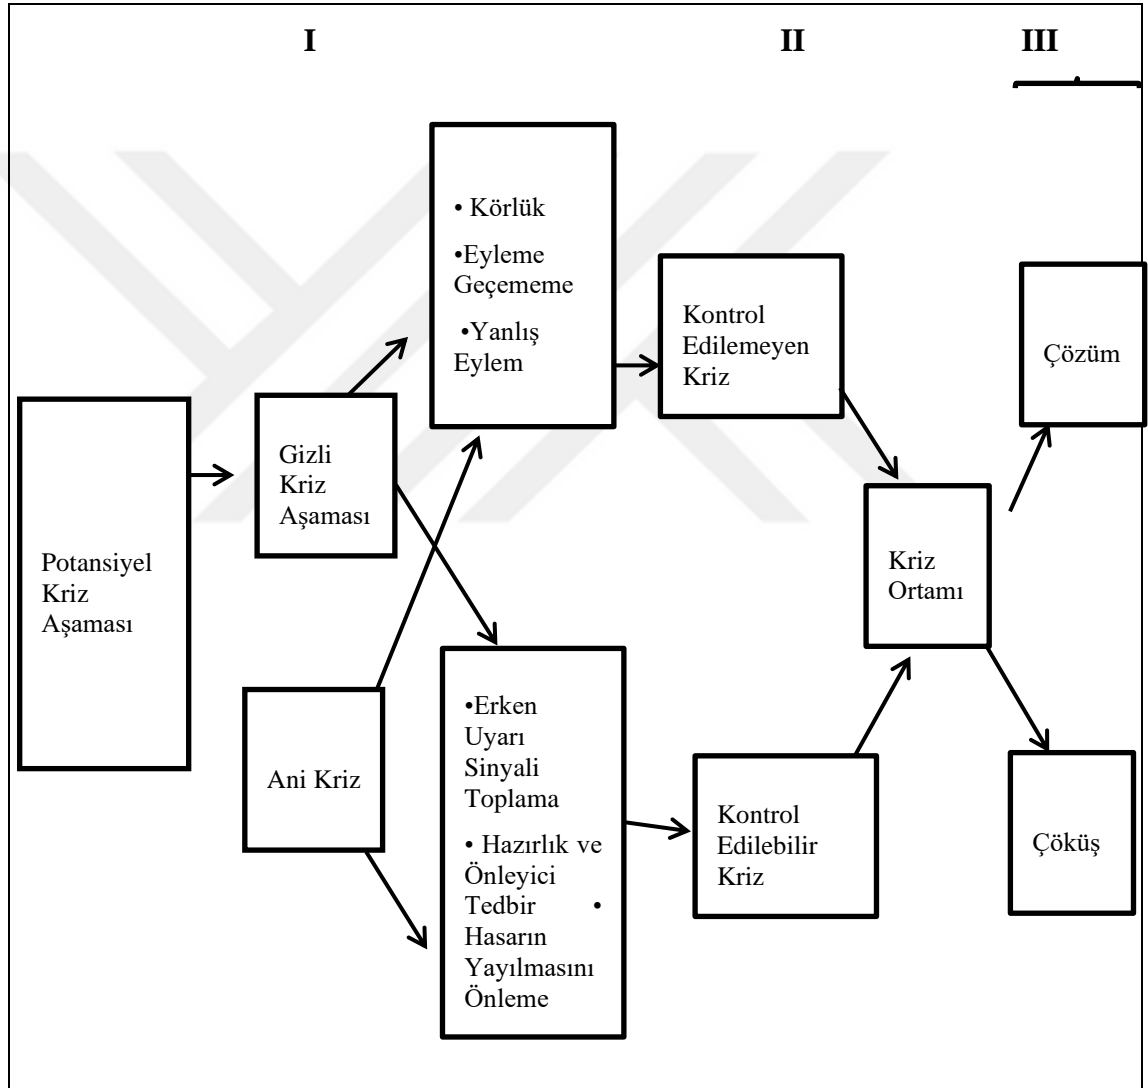 I
II
III
• Körlük
•Eyleme
Geçememe
•Yanlış
Eylem
Kontrol
Edilemeyen
Kriz
Çözüm
Gizli
Kriz
Aşaması
Potansiyel
Kriz
Aşaması
Kriz
Ortamı
Ani Kriz
•Erken
Uyarı
Sinyali
Toplama
• Hazırlık ve
Önleyici
Tedbir •
Hasarın
Yayılmasını
Önleme
Kontrol
Edilebilir
Kriz
Çöküş